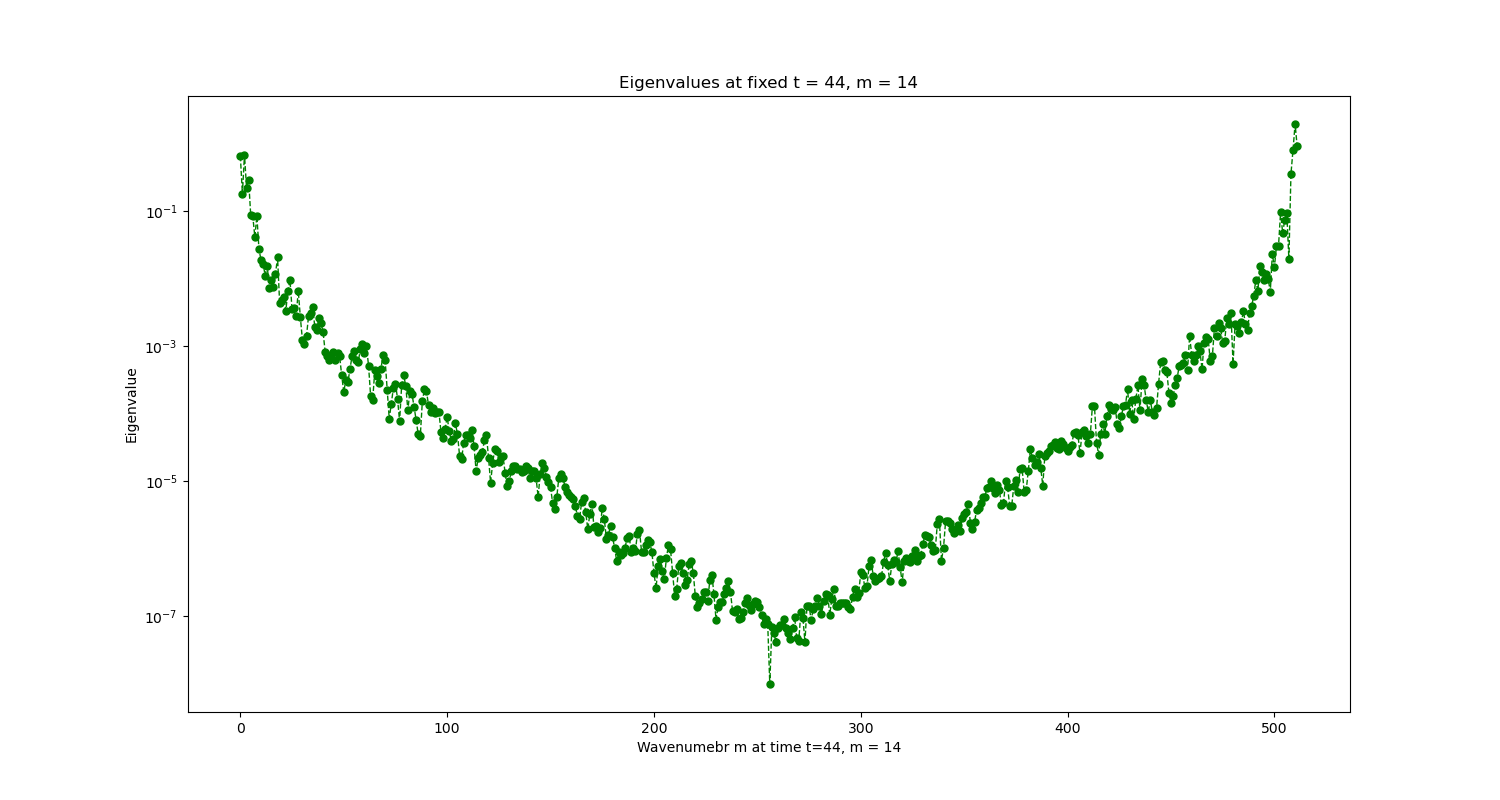 Eigenvalues at fixed t = 44, m = 14
10⁻¹
10⁻³
10⁻⁵
10⁻⁷
Eigenvalue
0 100 200 300 400 500
Wavenumebr m at time t=44, m = 14